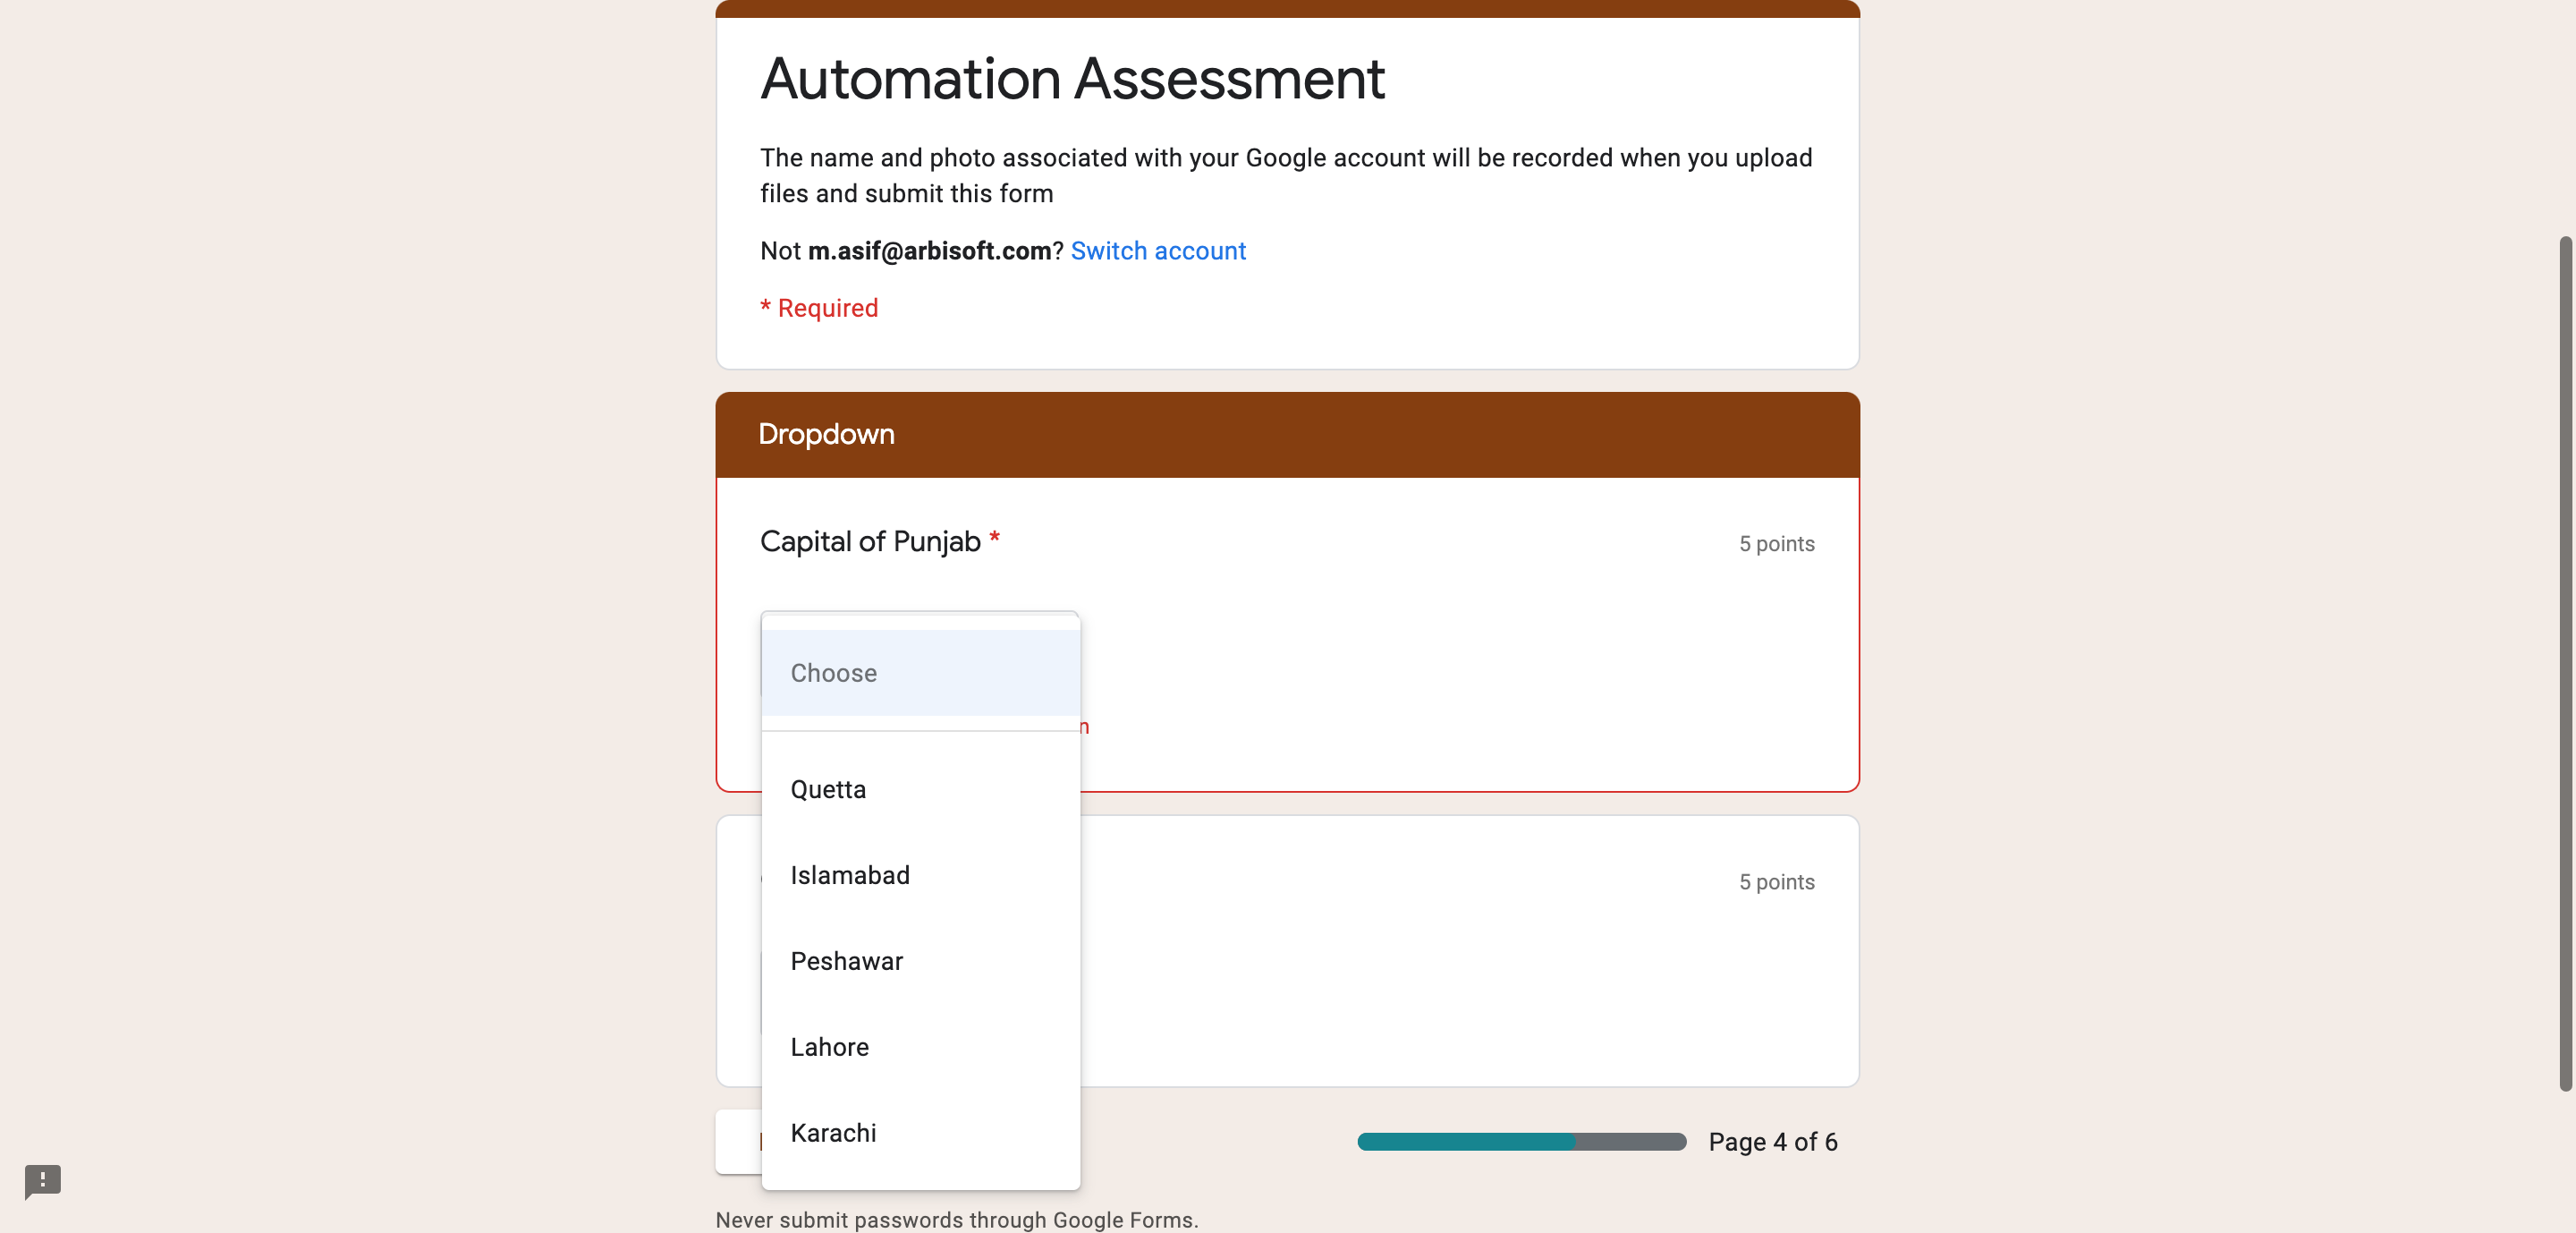 Automation Assessment
The name and photo associated with your Google account will be recorded when you upload
files and submit this form
Not m.asif@arbisoft.com? Switch account
* Required
Dropdown
Capital of Punjab *
5 points
Choose
Quetta
Islamabad
5 points
Peshawar
Lahore
Karachi
Page 4 of 6
Never submit passwords through Google Forms.